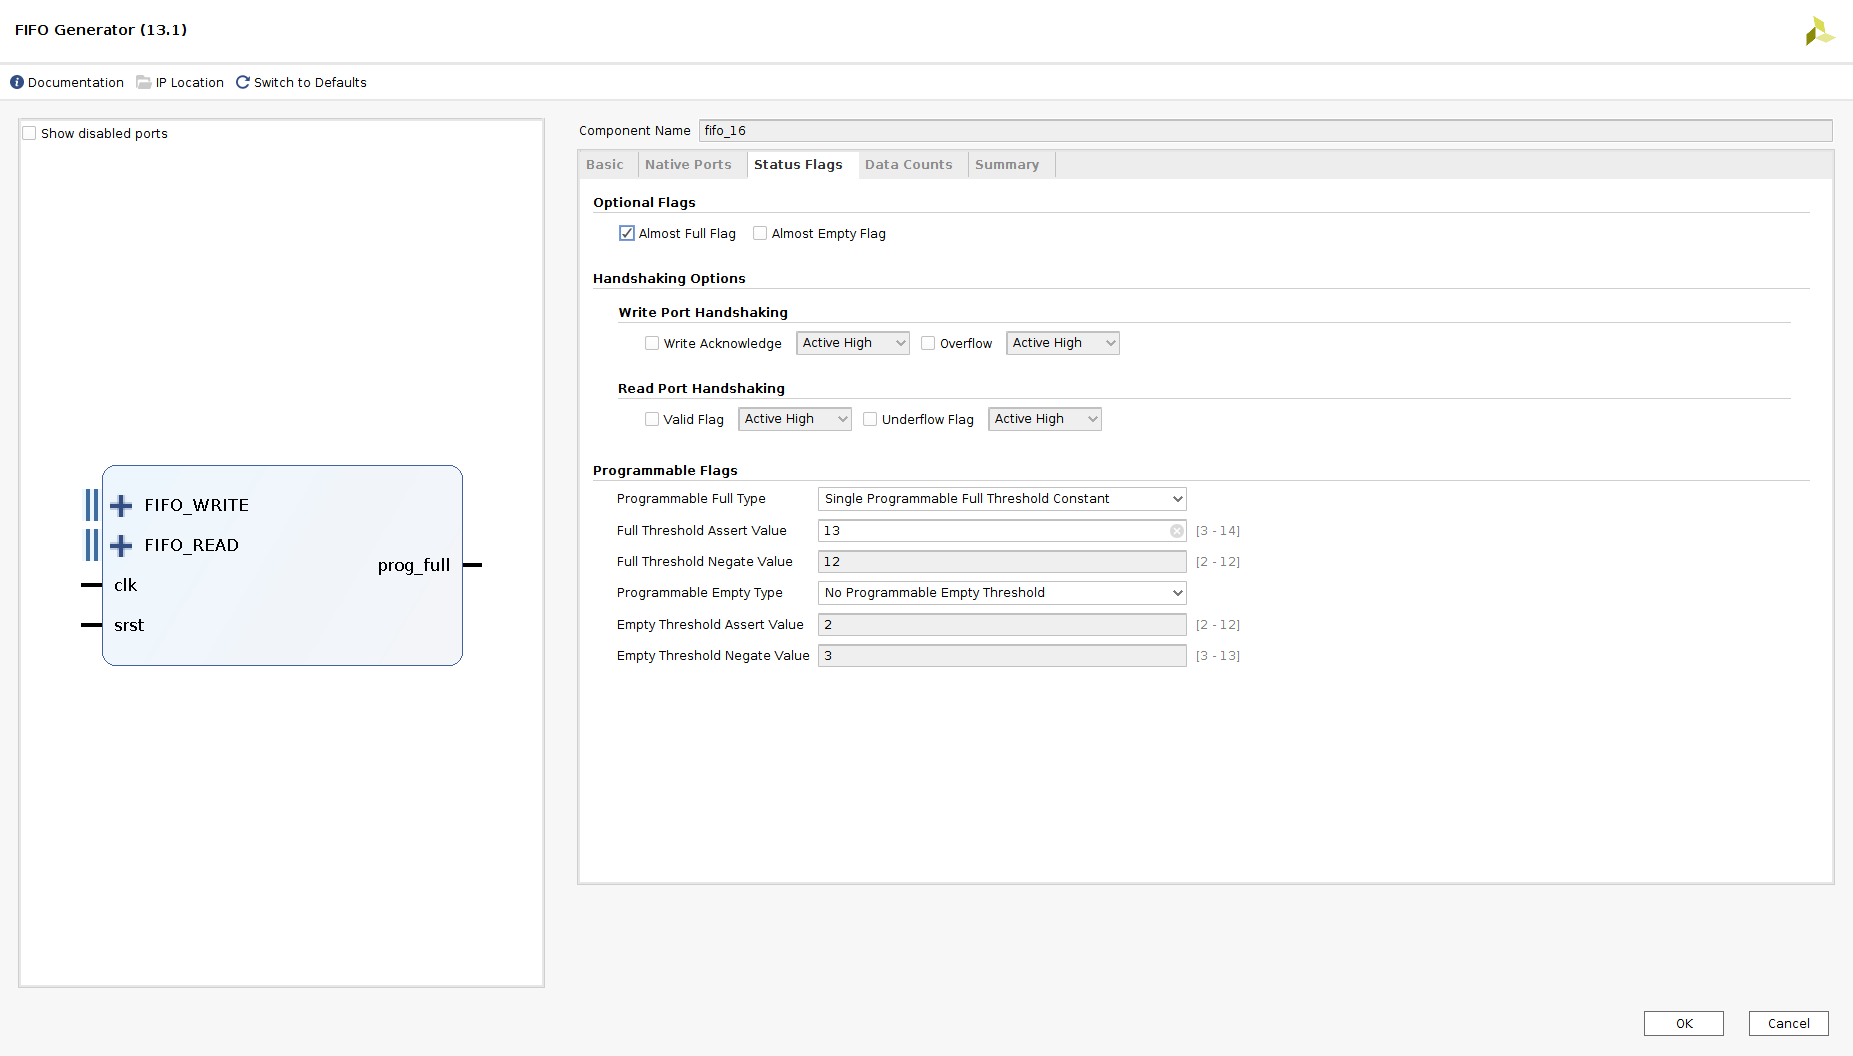 FIFO Generator (13.1)
Documentation IP Location Switch to Defaults
Show disabled ports
FIFO_WRITE
FIFO_READ
prog_full
clk
srst
Component Name fifo_16
Basic Native Ports Status Flags Data Counts Summary
Optional Flags
Almost Full Flag Almost Empty Flag
Handshaking Options
Write Port Handshaking
Write Acknowledge Active High Overflow Active High
Read Port Handshaking
Valid Flag Active High Underflow Flag Active High
Programmable Flags
Programmable Full Type Single Programmable Full Threshold Constant
Full Threshold Assert Value 13 [3 - 14]
Full Threshold Negate Value 12 [2 - 12]
Programmable Empty Type No Programmable Empty Threshold
Empty Threshold Assert Value 2 [2 - 12]
Empty Threshold Negate Value 3 [3 - 13]
OK Cancel